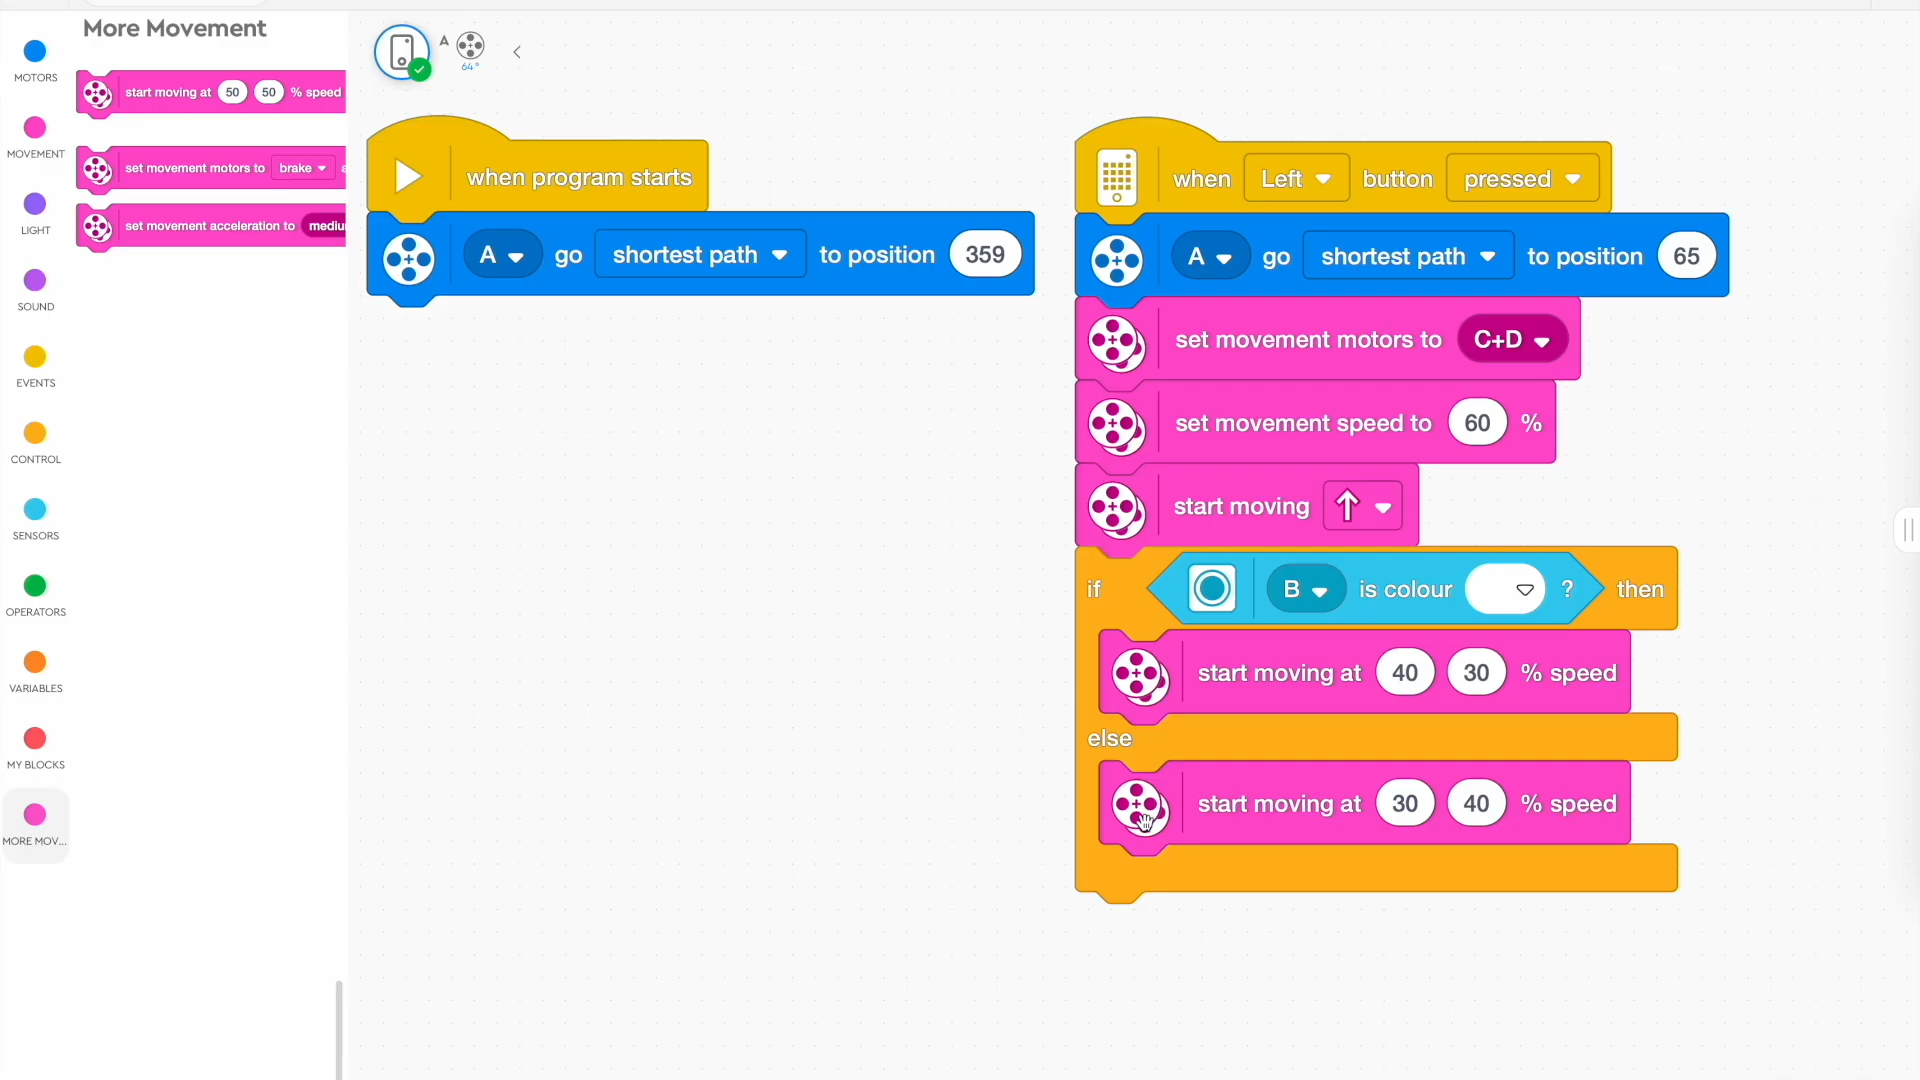 More Movement
MOTORS
MOVEMENT
LIGHT
SOUND
EVENTS
CONTROL
SENSORS
OPERATORS
VARIABLES
MY BLOCKS
MORE MOV...
start moving at 50 50 % speed
set movement motors to brake
set movement acceleration to
A
64°
when program starts
A go shortest path to position 359
when Left button pressed
A go shortest path to position 65
set movement motors to C+D
set movement speed to 60 %
start moving
if B is colour ? then
start moving at 40 30 % speed
else
start moving at 30 40 % speed